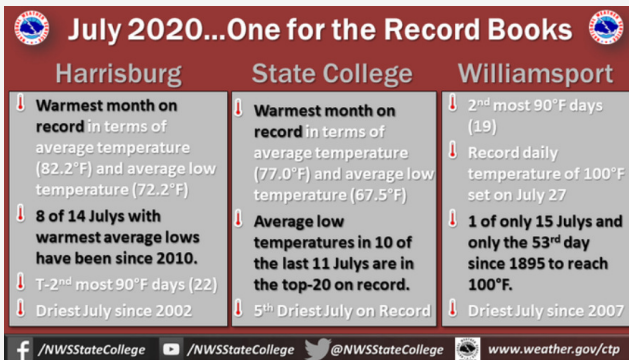 July 2020...One for the Record Books
Harrisburg
Warmest month on
record in terms of
average temperature
(82.2°F) and average low
temperature (72.2°F)
8 of 14 Julys with
warmest average lows
have been since 2010.
T-2nd most 90°F days (22)
Driest July since 2002
State College
Warmest month on
record in terms of
average temperature
(77.0°F) and average low
temperature (67.5°F)
Average low
temperatures in 10 of
the last 11 Julys are in
the top-20 on record.
5th Driest July on Record
Williamsport
2nd most 90°F days
(19)
Record daily
temperature of 100°F
set on July 27
1 of only 15 Julys and
only the 53rd day
since 1895 to reach
100°F.
Driest July since 2007
/NWSStateCollege
/NWSStateCollege
@NWSStateCollege
www.weather.gov/ctp